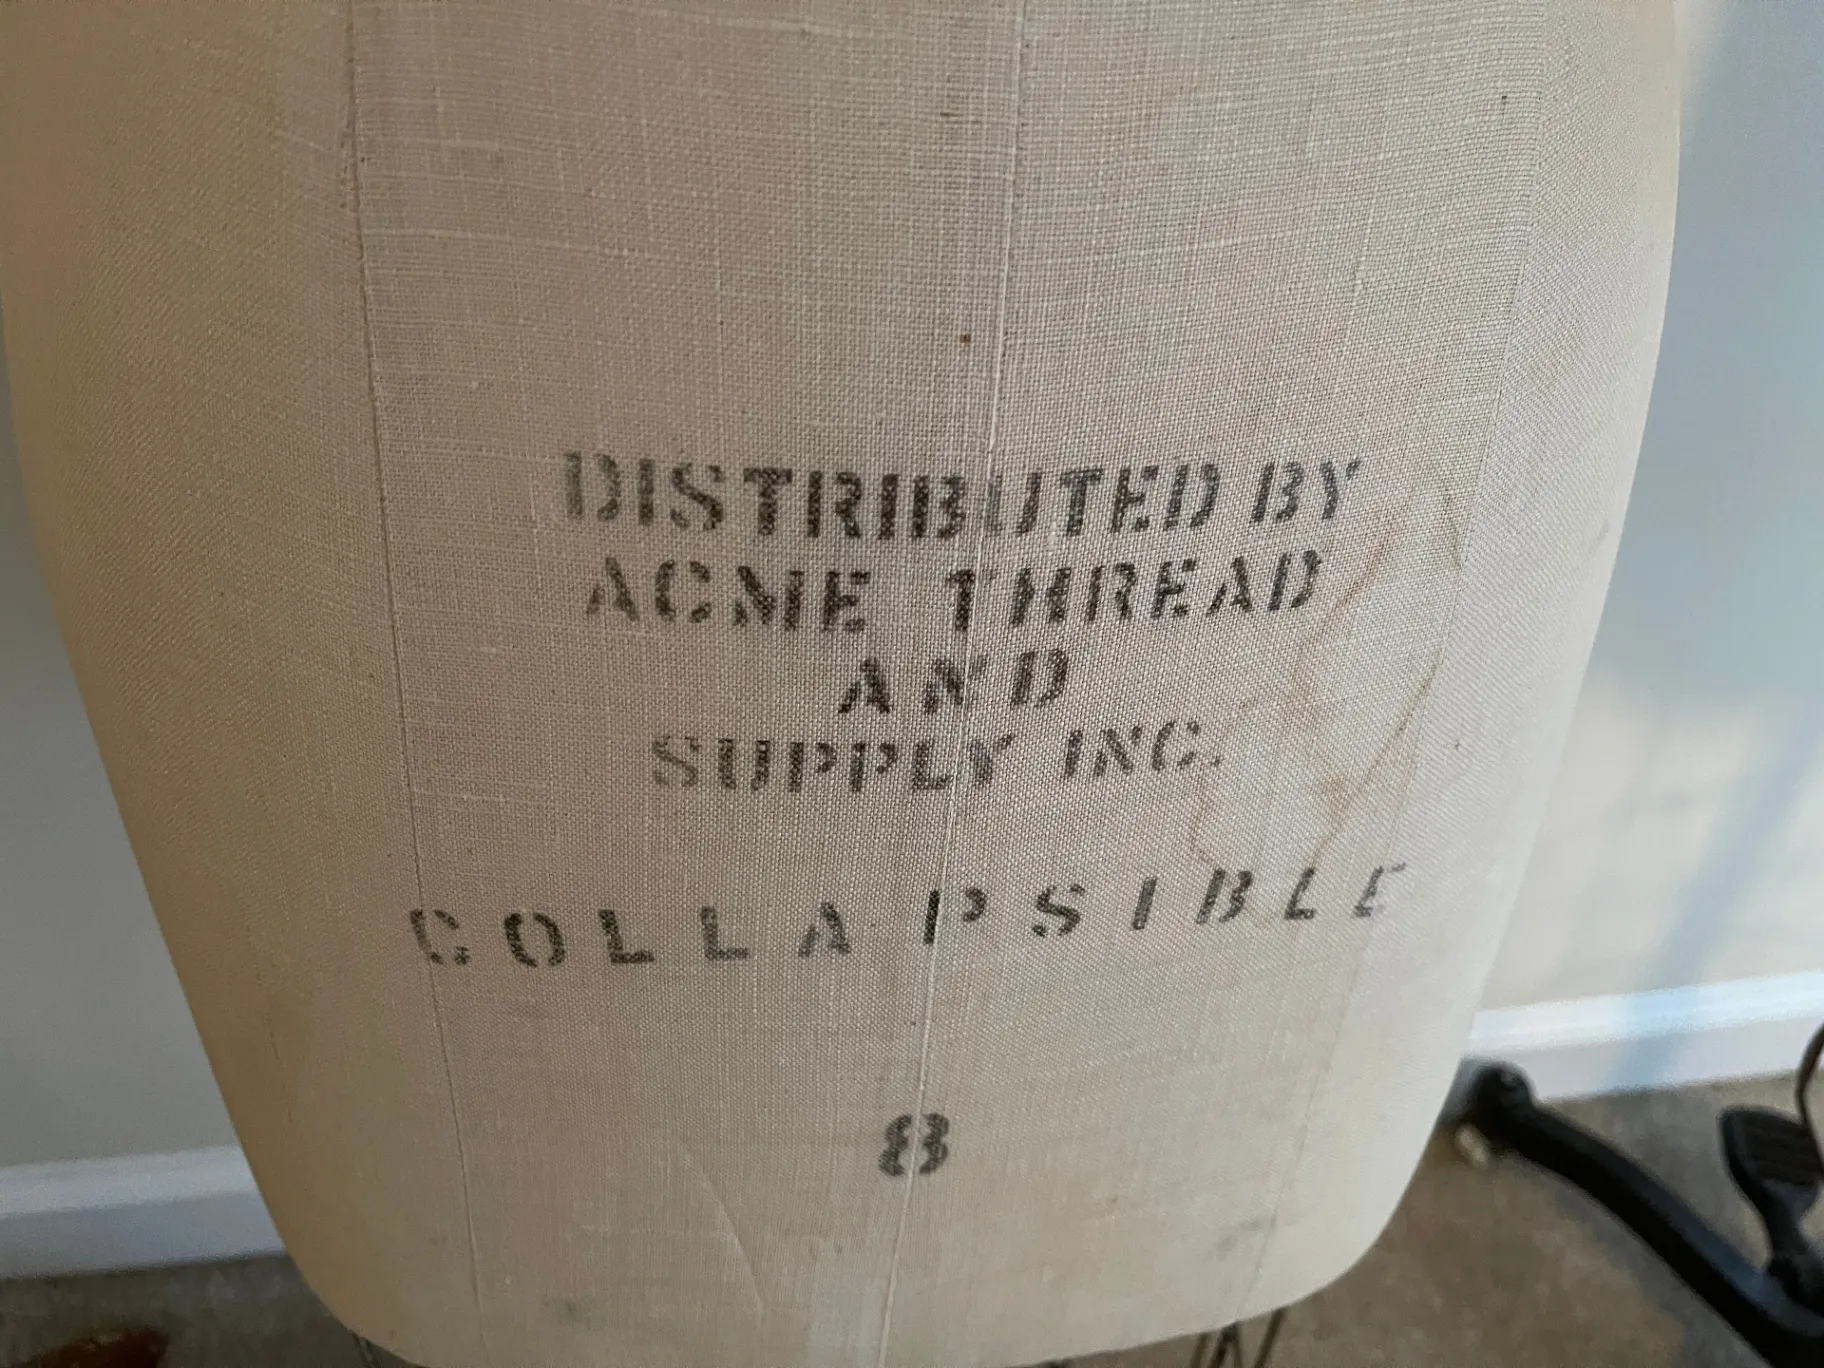 DISTRIBUTED BY
ACME THREAD
AND
SUPPLY INC.
COLLAPSIBLE
8